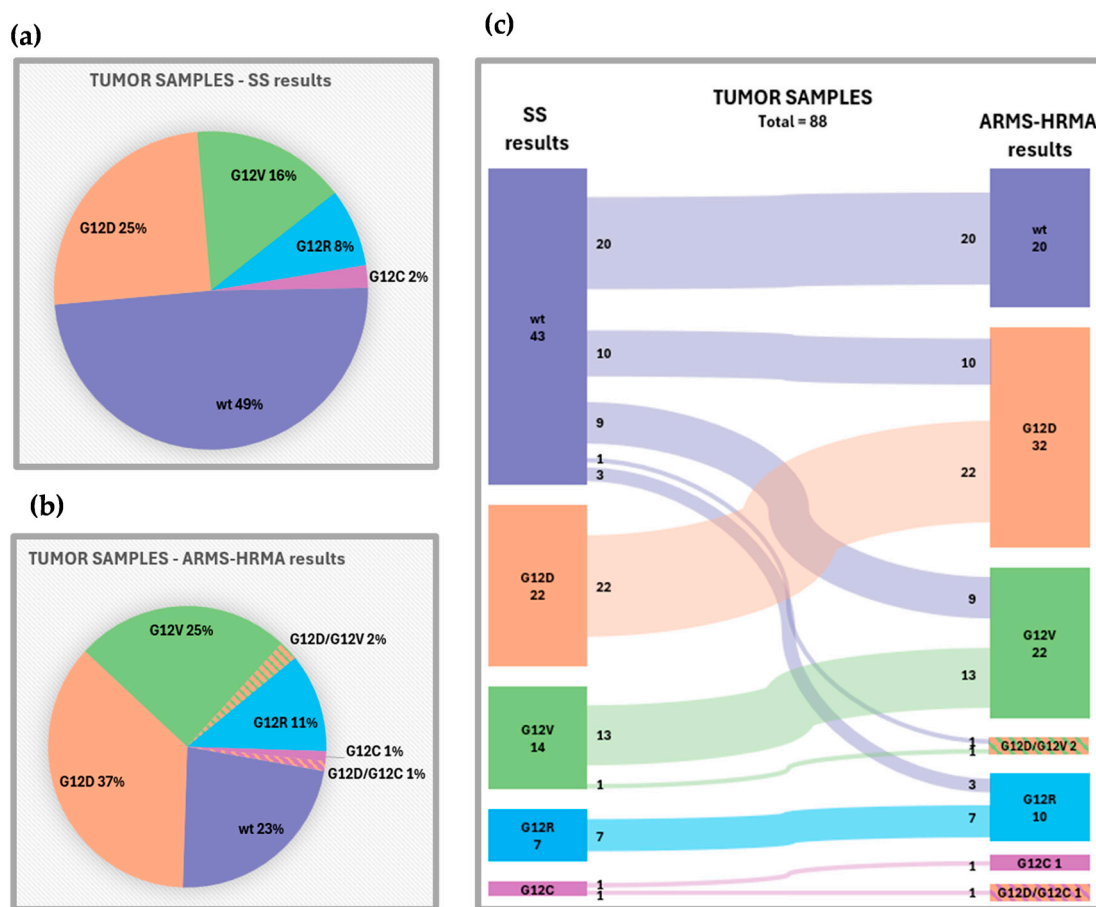 (a)
TUMOR SAMPLES - SS results
G12V 16%
G12D 25%
G12R 8%
G12C 2%
wt 49%
(b)
TUMOR SAMPLES - ARMS-HRMA results
G12V 25%
G12D/G12V 2%
G12R 11%
G12C 1%
G12D/G12C 1%
G12D 37%
wt 23%
(c)
TUMOR SAMPLES
Total = 88
SS
results
ARMS-HRMA
results
wt
43
20
10
9
1
3
G12D
22
22
G12V
14
13
1
G12R
7
7
G12C
1
1
20
wt
20
10
22
G12D
32
9
13
G12V
22
1
1
G12D/G12V 2
3
7
G12R
10
1
G12C 1
1
G12D/G12C 1